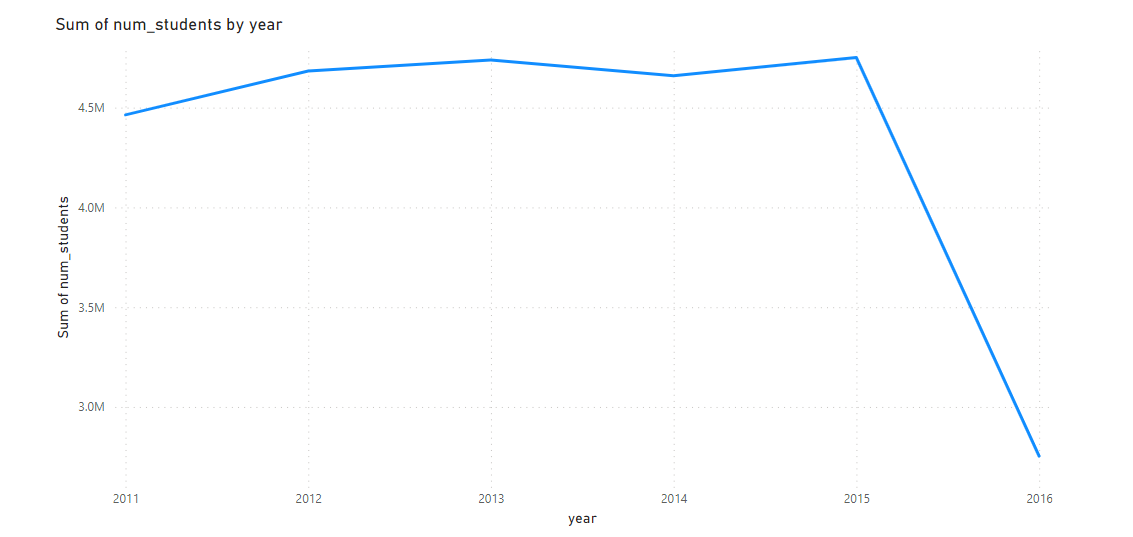 Sum of num_students by year
Sum of num_students
4.5M
4.0M
3.5M
3.0M
2011 2012 2013 2014 2015 2016
year